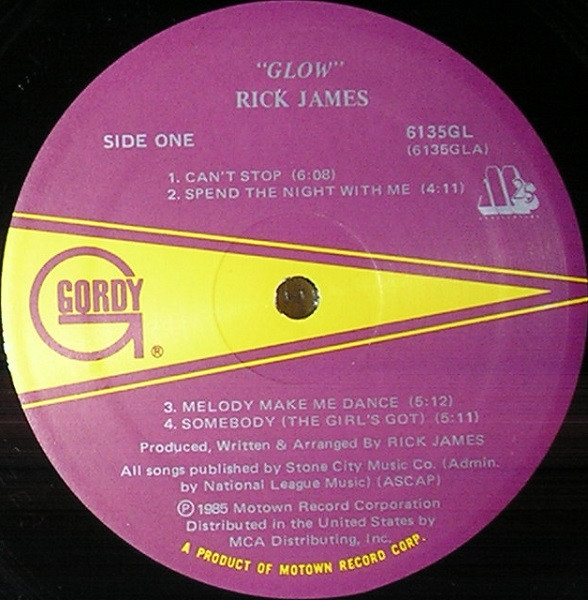 "GLOW"
RICK JAMES
SIDE ONE
6135GL
(6135GLA)
1. CAN'T STOP (6:08)
2. SPEND THE NIGHT WITH ME (4:11)
GORDY
®
3. MELODY MAKE ME DANCE (5:12)
4. SOMEBODY (THE GIRL'S GOT) (5:11)
Produced, Written & Arranged By RICK JAMES
All songs published by Stone City Music Co. (Admin.
by National League Music) (ASCAP)
℗ 1985 Motown Record Corporation
Distributed in the United States by
MCA Distributing, Inc.
A PRODUCT OF MOTOWN RECORD CORP.